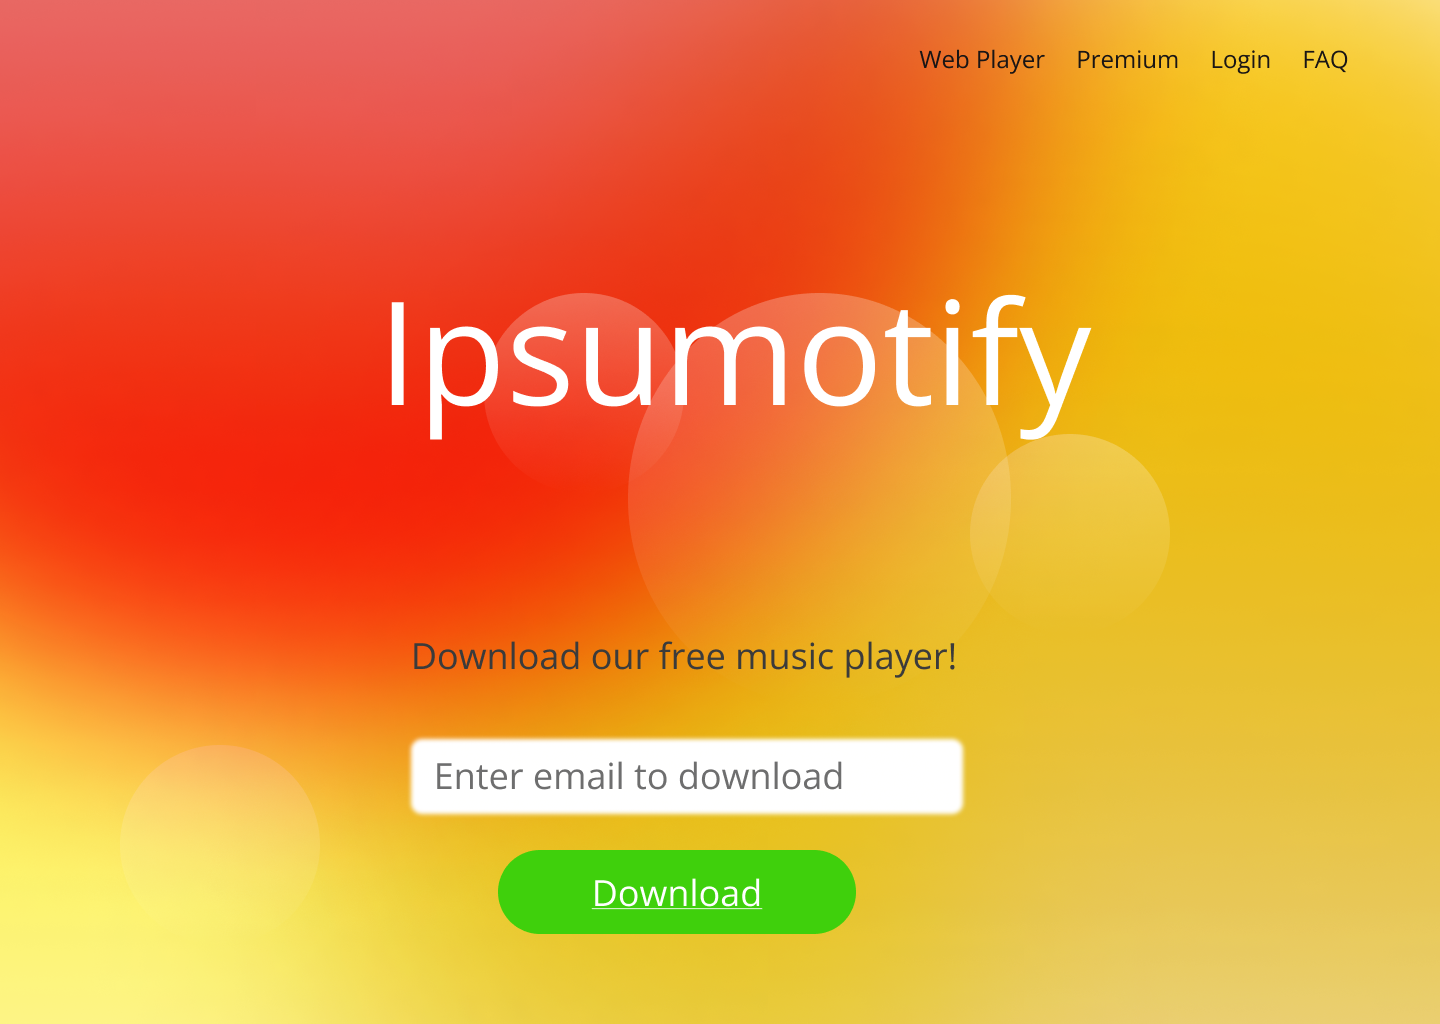 Web Player Premium Login FAQ
Ipsumotify
Download our free music player!
Enter email to download
Download